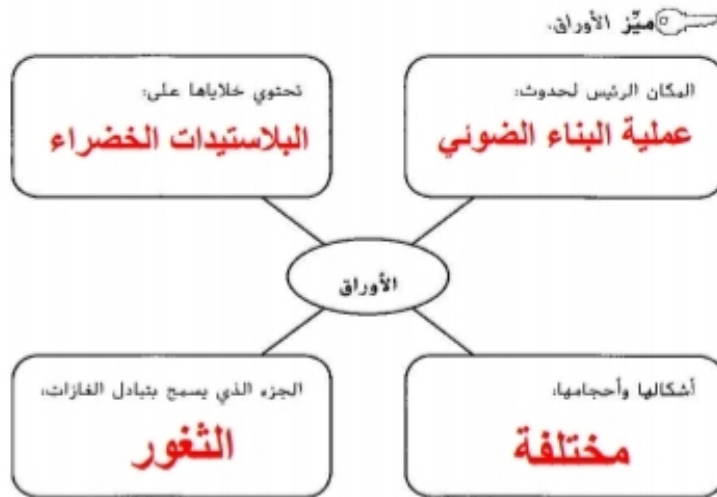 ميّز الأوراق.
المكان الرئيس لحدوث:
عملية البناء الضوئي
تحتوي خلاياها على:
البلاستيدات الخضراء
الأوراق
أشكالها وأحجامها:
مختلفة
الجزء الذي يسمح بتبادل الغازات:
الثغور